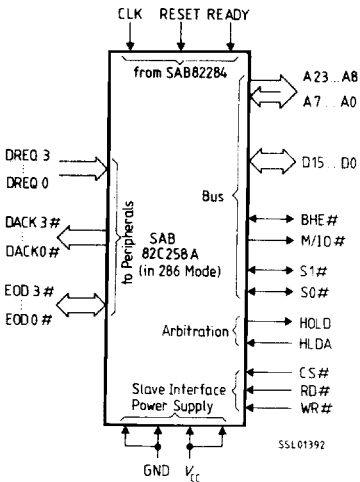 CLK RESET READY
from SAB82284
A23...A8
A7...A0
DREQ 3
DREQ 0
D15...D0
Bus
to Peripherals
DACK 3#
DACK0#
SAB
82C258A
(in 286 Mode)
BHE#
M/IO#
S1#
S0#
EOD 3#
EOD0#
Arbitration
HOLD
HLDA
Slave Interface
Power Supply
CS#
RD#
WR#
SSL01392
GND VCC